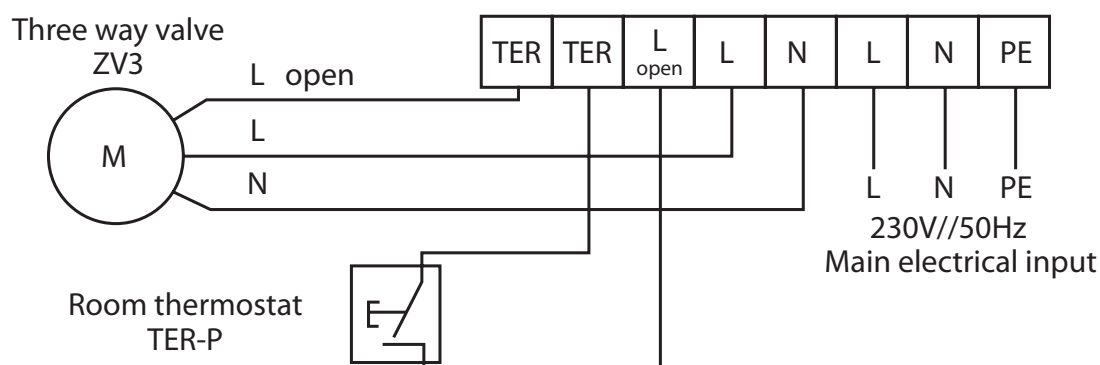 Three way valve
ZV3
L open
L
N
M
TER TER L open L N L N PE
L N PE
230V//50Hz
Main electrical input
Room thermostat
TER-P